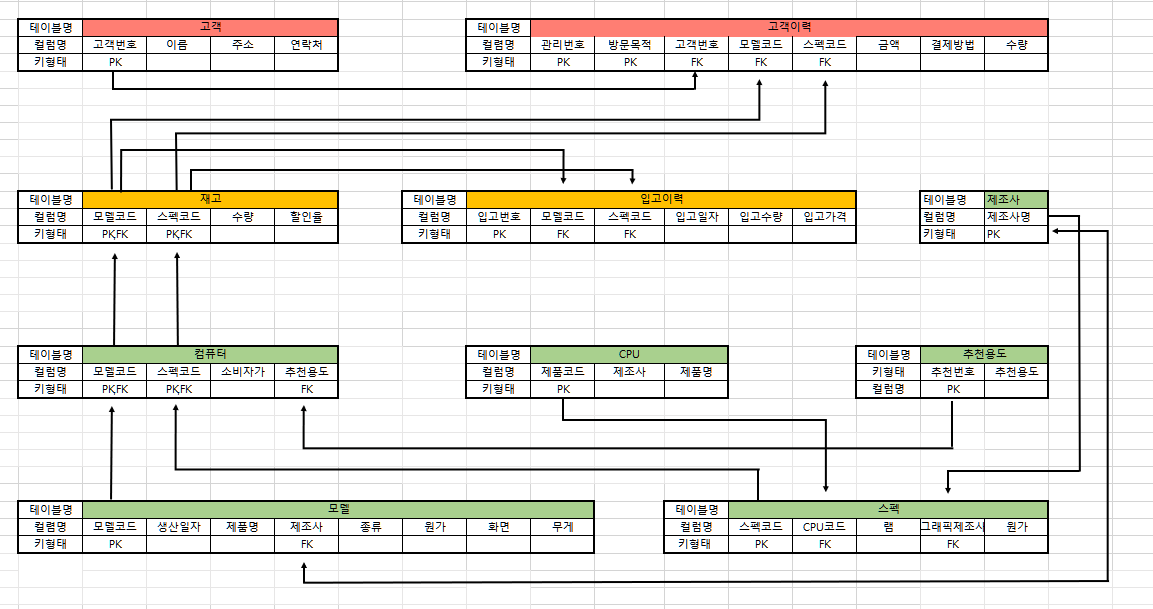 테이블명 고객
컬럼명 고객번호 이름 주소 연락처
키형태 PK
테이블명 고객이력
컬럼명 관리번호 방문목적 고객번호 모델코드 스펙코드 금액 결제방법 수량
키형태 PK PK FK FK FK
테이블명 재고
컬럼명 모델코드 스펙코드 수량 할인율
키형태 PK,FK PK,FK
테이블명 입고이력
컬럼명 입고번호 모델코드 스펙코드 입고일자 입고수량 입고가격
키형태 PK FK FK
테이블명 제조사
컬럼명 제조사명
키형태 PK
테이블명 컴퓨터
컬럼명 모델코드 스펙코드 소비자가 추천용도
키형태 PK,FK PK,FK FK
테이블명 CPU
컬럼명 제품코드 제조사 제품명
키형태 PK
테이블명 추천용도
키형태 추천번호 추천용도
컬럼명 PK
테이블명 모델
컬럼명 모델코드 생산일자 제품명 제조사 종류 원가 화면 무게
키형태 PK FK
테이블명 스펙
컬럼명 스펙코드 CPU코드 램 그래픽제조사 원가
키형태 PK FK FK